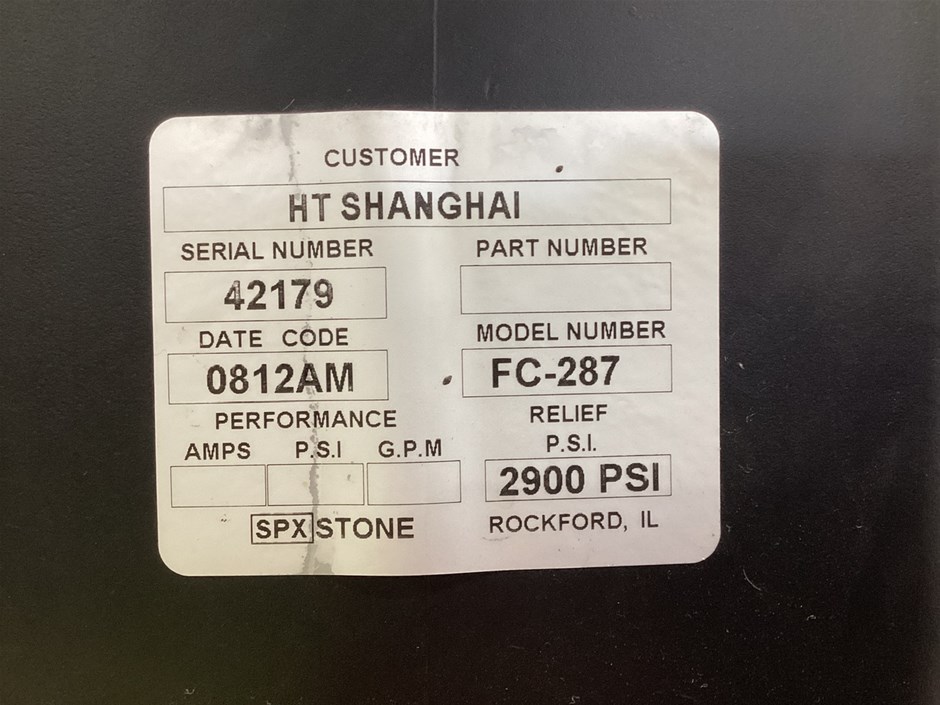 CUSTOMER
HT SHANGHAI
SERIAL NUMBER PART NUMBER
42179
DATE CODE MODEL NUMBER
0812AM FC-287
PERFORMANCE RELIEF
AMPS P.S.I G.P.M P.S.I.
2900 PSI
SPX STONE ROCKFORD, IL